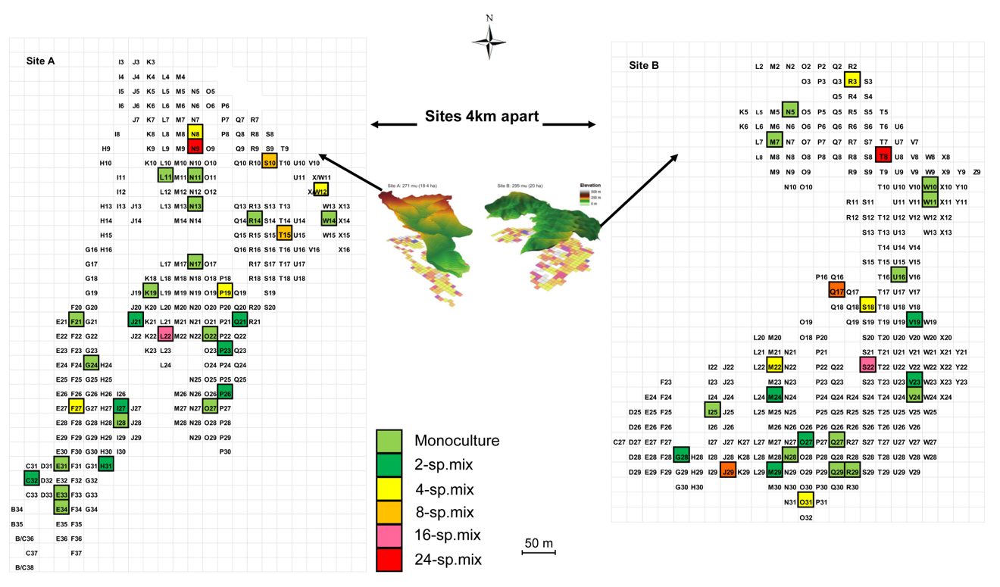 N
Site A
I3 J3 K3
I4 J4 K4 L4 M4
I5 J5 K5 L5 M5 N5 O5
I6 J6 K6 L6 M6 N6 O6 P6
J7 K7 L7 M7 N7 P7 Q7 R7
I8 K8 L8 M8 N8 P8 Q8 R8 S8
H9 K9 L9 M9 N9 O9 Q9 R9 S9 T9
H10 K10 L10 M10 N10 O10 Q10 R10 S10 T10 U10 V10
I11 L11 M11 N11 O11 U11 X/W11
I12 L12 M12 N12 O12 X/W12
H13 I13 J13 L13 M13 N13 Q13 R13 S13 T13 W13 X13
H14 J14 M14 N14 Q14 R14 S14 T14 U14 W14 X14
H15 Q15 R15 S15 T15 U15 W15 X15
G16 H16 Q16 R16 S16 T16 U16 V16 X16
G17 L17 M17 N17 O17 R17 S17 T17 U17
G18 K18 L18 M18 N18 O18 P18 R18 S18 T18 U18
G19 J19 K19 L19 M19 N19 O19 P19 Q19 S19
F20 G20 J20 K20 L20 M20 N20 O20 P20 Q20 R20 S20
E21 F21 G21 J21 K21 L21 M21 N21 O21 P21 Q21 R21
E22 F22 G22 J22 K22 L22 M22 N22 O22 P22 Q22
E23 F23 G23 K23 L23 O23 P23 Q23
E24 F24 G24 H24 L24 O24 P24 Q24
E25 F25 G25 H25 N25 O25 P25 Q25
E26 F26 G26 H26 I26 M26 N26 O26 P26
E27 F27 G27 H27 I27 J27 M27 N27 O27 P27
E28 F28 G28 H28 I28 J28 M28 N28 O28 P28
E29 F29 G29 H29 I29 J29 N29 O29 P29
E30 F30 G30 H30 I30 P30
C31 D31 E31 F31 G31 H31
C32 D32 E32 F32 G32
C33 D33 E33 F33 G33
B34 E34 F34 G34
B35 E35 F35
B/C36 E36 F36
C37 F37
B/C38
Sites 4km apart
Site A: 271 mu (18·4 ha)
Site B: 295 mu (20 ha)
Elevation
500 m
250 m
0 m
Site B
L2 M2 N2 O2 P2 Q2 R2
O3 P3 Q3 R3 S3
Q5 R4 S4
K5 L5 M5 N5 O5 P5 Q5 R5 S5 T5
K6 L6 M6 N6 O6 P6 Q6 R6 S6 T6 U6
L7 M7 N7 O7 P7 Q7 R7 S7 T7 U7 V7
L8 M8 N8 O8 P8 Q8 R8 S8 T8 U8 V8 W8 X8
M9 N9 O9 R9 S9 T9 U9 V9 W9 X9 Y9 Z9
N10 O10 T10 U10 V10 W10 X10 Y10
R11 S11 U11 V11 W11 X11 Y11
R12 S12 T12 U12 V12 W12 X12
S13 T13 U13 W13 X13
T14 U14 V14
S15 T15 U15 V15
P16 Q16 T16 U16 V16
Q17 Q17 T17 U17 V17
Q18 Q18 S18 T18 U18 V18
O19 Q19 S19 T19 U19 V19 W19
L20 M20 O18 P20 S20 T20 U20 V20 W20 X20
L21 M21 N21 P21 S21 T21 U21 V21 W21 X21 Y21
I22 J22 L22 M22 N22 P22 Q22 S22 T22 U22 V22 W22 X22 Y22
F23 I23 J23 M23 N23 P23 Q23 S23 T23 U23 V23 W23 X23 Y23
E24 F24 I24 J24 L24 M24 N24 P24 Q24 R24 S24 T24 U24 V24 W24 X24
D25 E25 F25 I25 J25 L25 M25 N25 P25 Q25 R25 S25 T25 U25 V25 W25
D26 E26 F26 I26 J26 M26 N26 O26 P26 Q26 R26 S26 T26 U26 V26
C27 D27 E27 F27 I27 J27 K27 L27 M27 N27 O27 P27 Q27 R27 S27 T27 U27 V27 W27
D28 E28 F28 G28 H28 I28 J28 K28 L28 M28 N28 O28 P28 Q28 R28 S28 T28 U28 V28 W28
D29 E29 F29 G29 H29 I29 J29 K29 L29 M29 N29 O29 P29 Q29 R29 S29 T29 U29 V29
G30 H30 M30 N30 O30 P30 Q30 R30
N31 O31 P31
O32
Monoculture
2-sp.mix
4-sp.mix
8-sp.mix
16-sp.mix
24-sp.mix
50 m